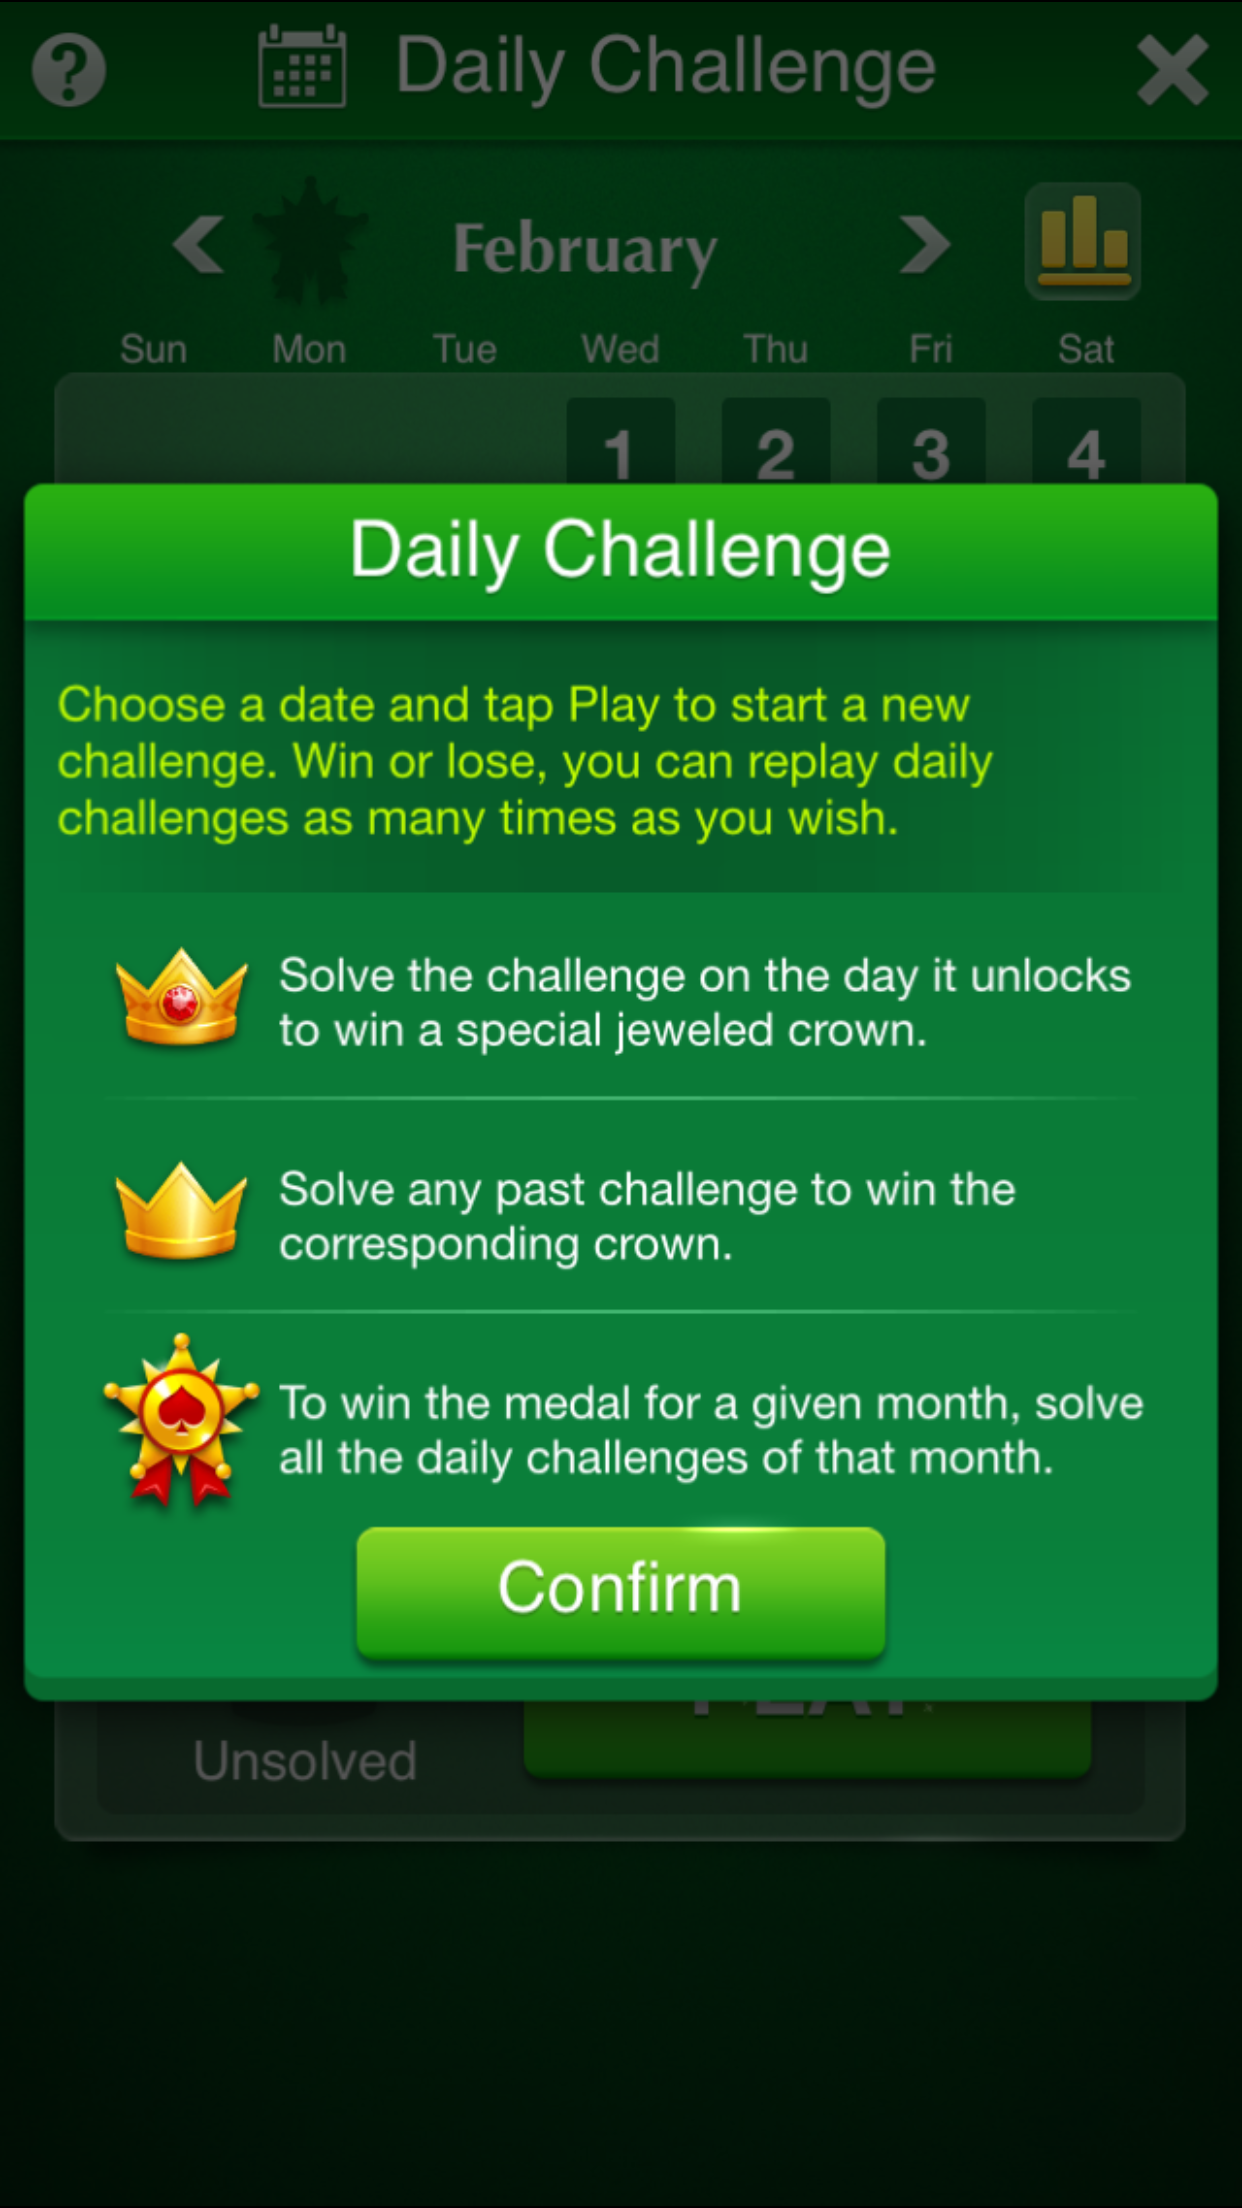 Daily Challenge
February
Sun Mon Tue Wed Thu Fri Sat
1 2 3 4
Daily Challenge
Choose a date and tap Play to start a new
challenge. Win or lose, you can replay daily
challenges as many times as you wish.
Solve the challenge on the day it unlocks
to win a special jeweled crown.
Solve any past challenge to win the
corresponding crown.
To win the medal for a given month, solve
all the daily challenges of that month.
Confirm
Unsolved